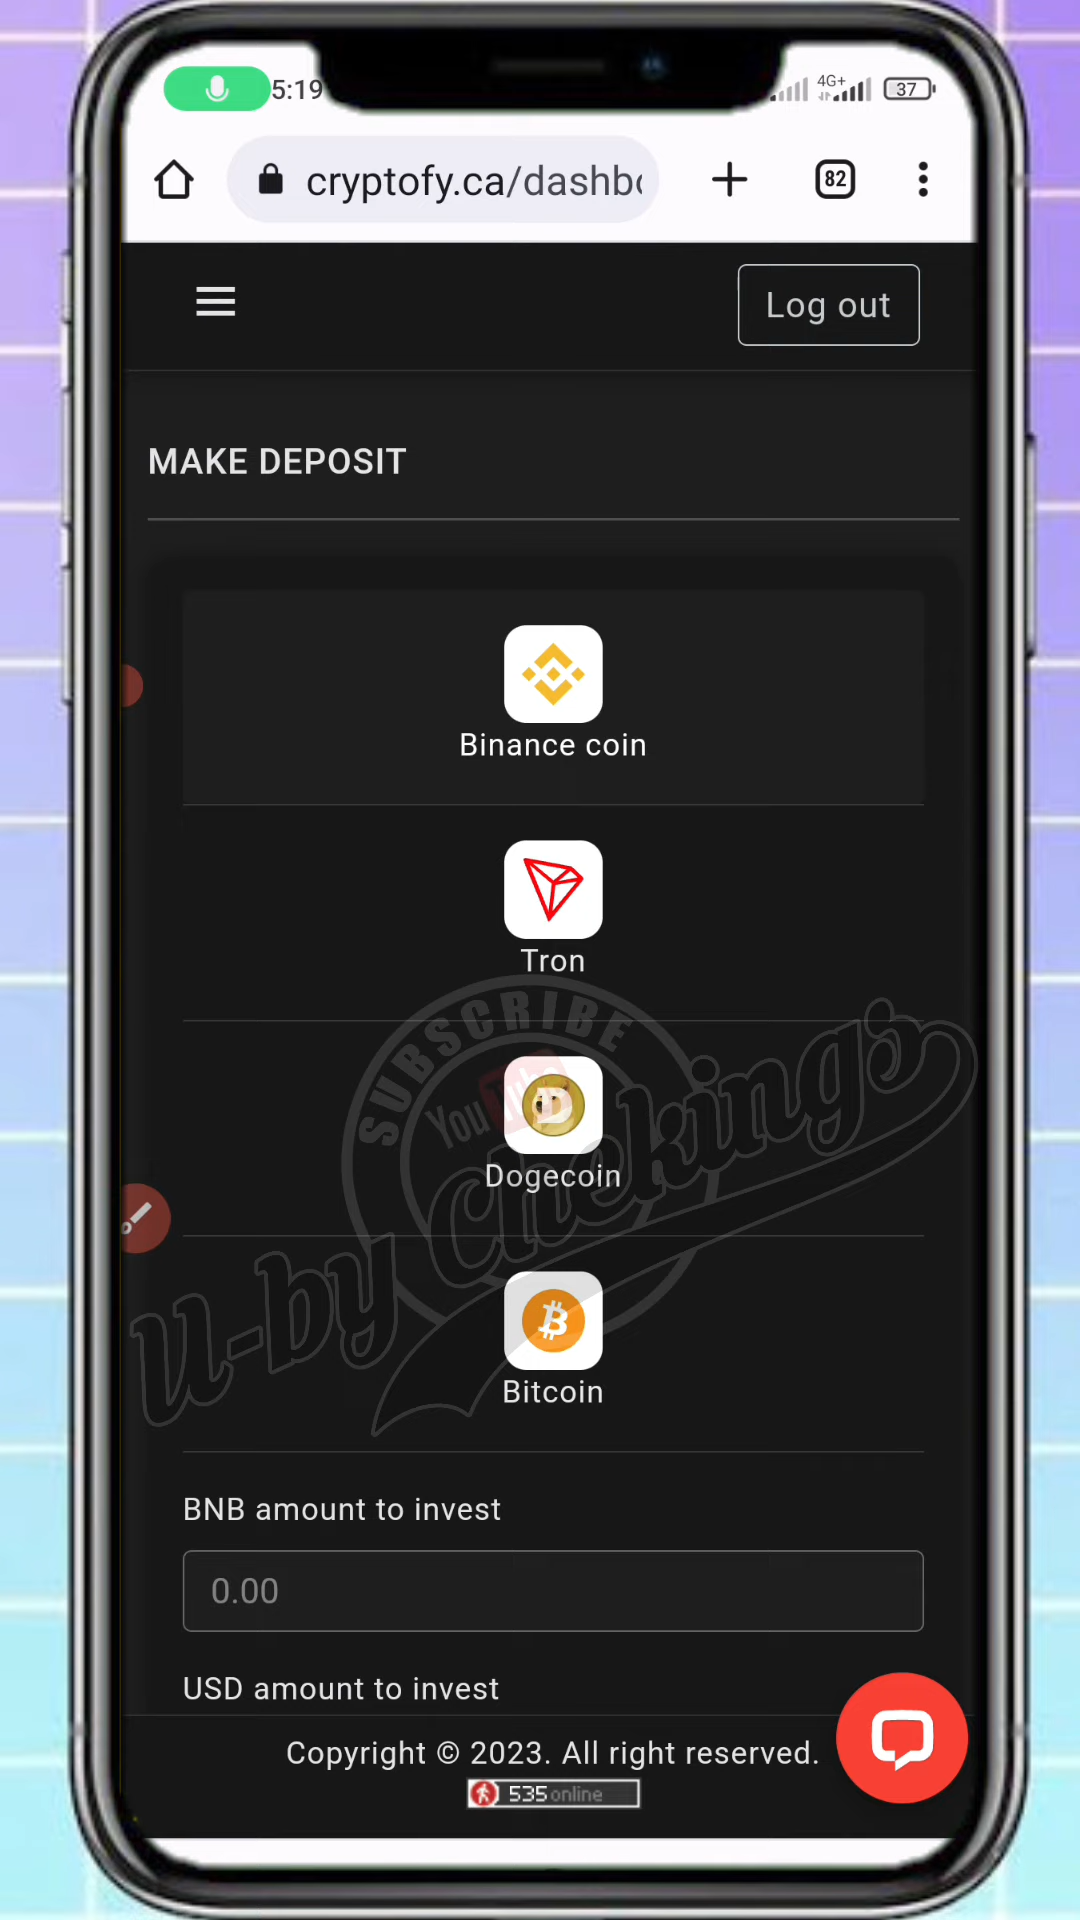 5:19
4G+
37
cryptofy.ca/dashb
82
Log out
MAKE DEPOSIT
Binance coin
Tron
SUBSCRIBE
YouTube
Dogecoin
U-by Chekings
Bitcoin
BNB amount to invest
0.00
USD amount to invest
Copyright © 2023. All right reserved.
535 online